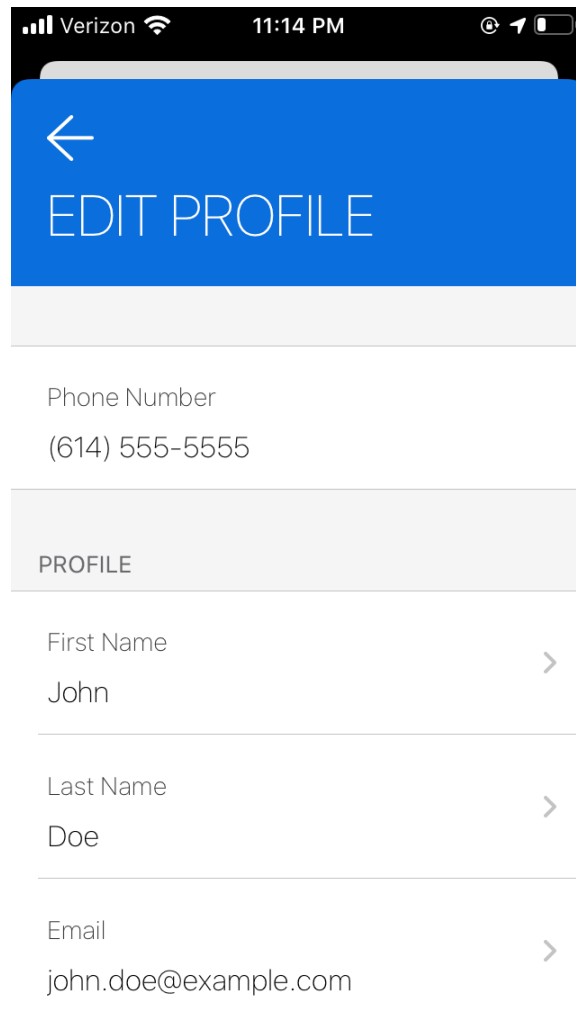 Verizon 11:14 PM
EDIT PROFILE
Phone Number
(614) 555-5555
PROFILE
First Name
John
Last Name
Doe
Email
john.doe@example.com